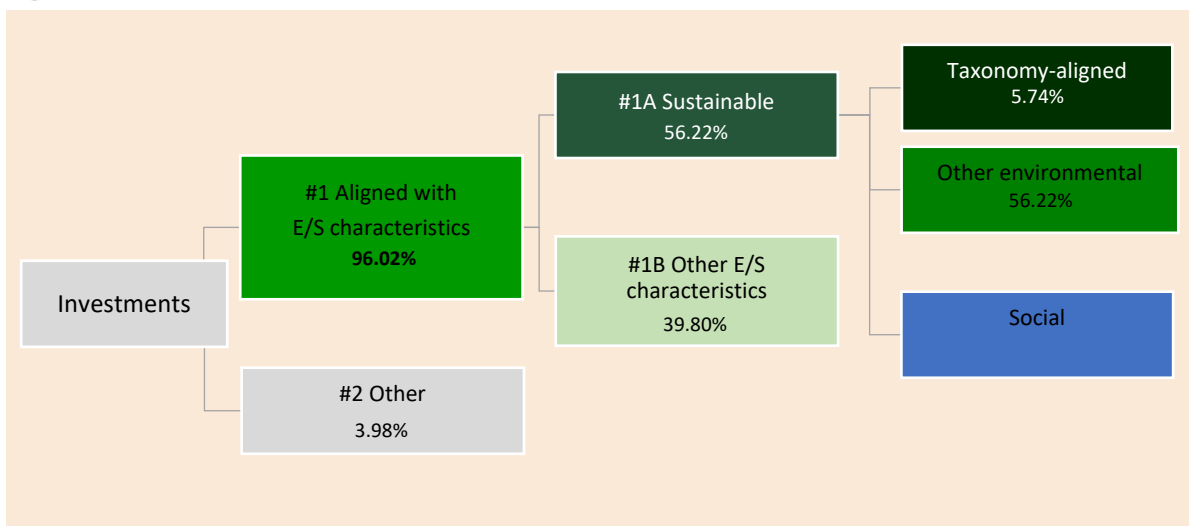 Investments
#1 Aligned with
E/S characteristics
96.02%
#2 Other
3.98%
#1A Sustainable
56.22%
#1B Other E/S
characteristics
39.80%
Taxonomy-aligned
5.74%
Other environmental
56.22%
Social